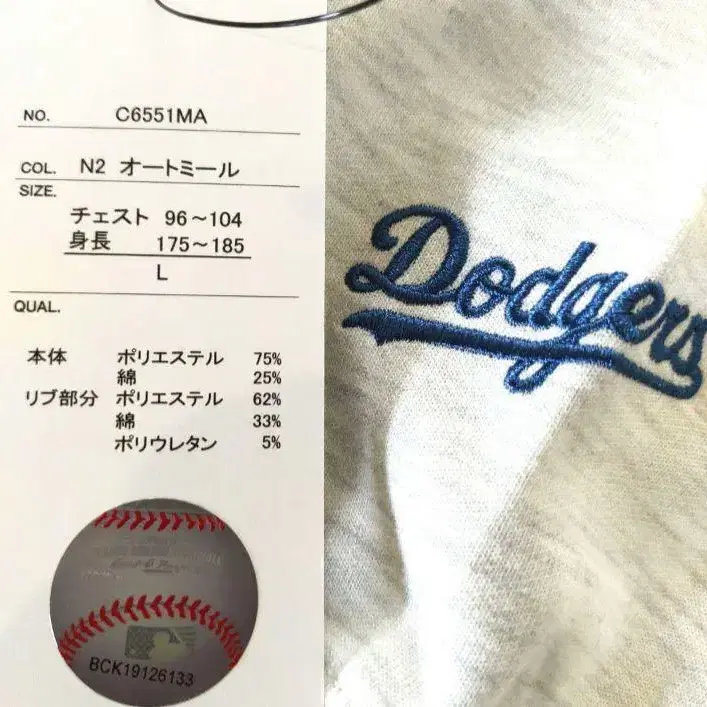 NO. C6551MA
COL. N2 オートミール
SIZE.
チェスト 96～104
身長 175～185
L
QUAL.
本体 ポリエステル 75%
綿 25%
リブ部分 ポリエステル 62%
綿 33%
ポリウレタン 5%
BCK19126133
Dodgers